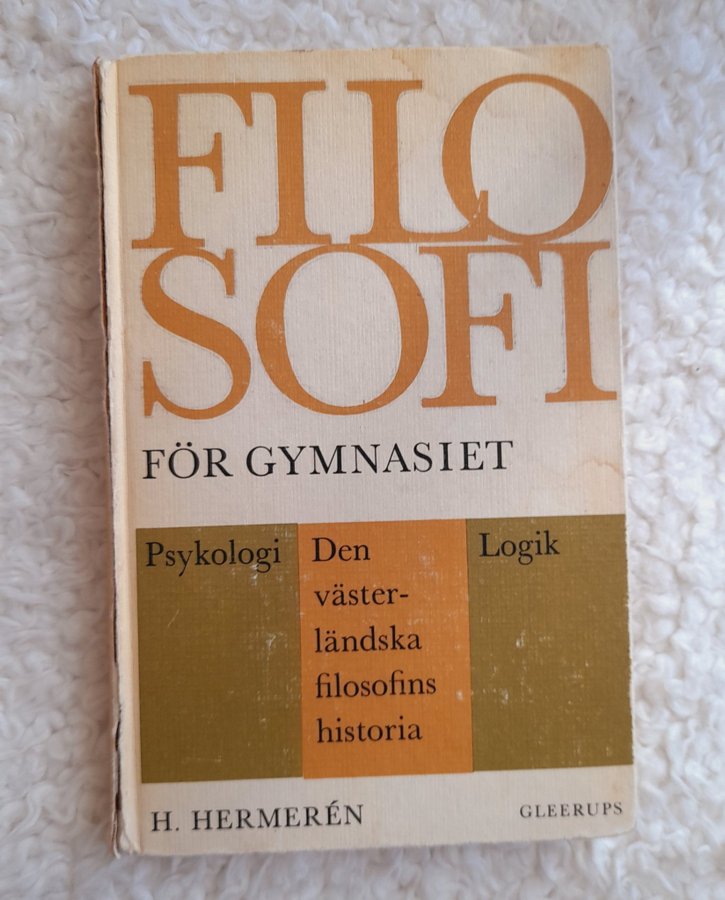 FILO
SOFI
FÖR GYMNASIET
Psykologi
Den
väster-
ländska
filosofins
historia
Logik
H. HERMERÉN
GLEERUPS